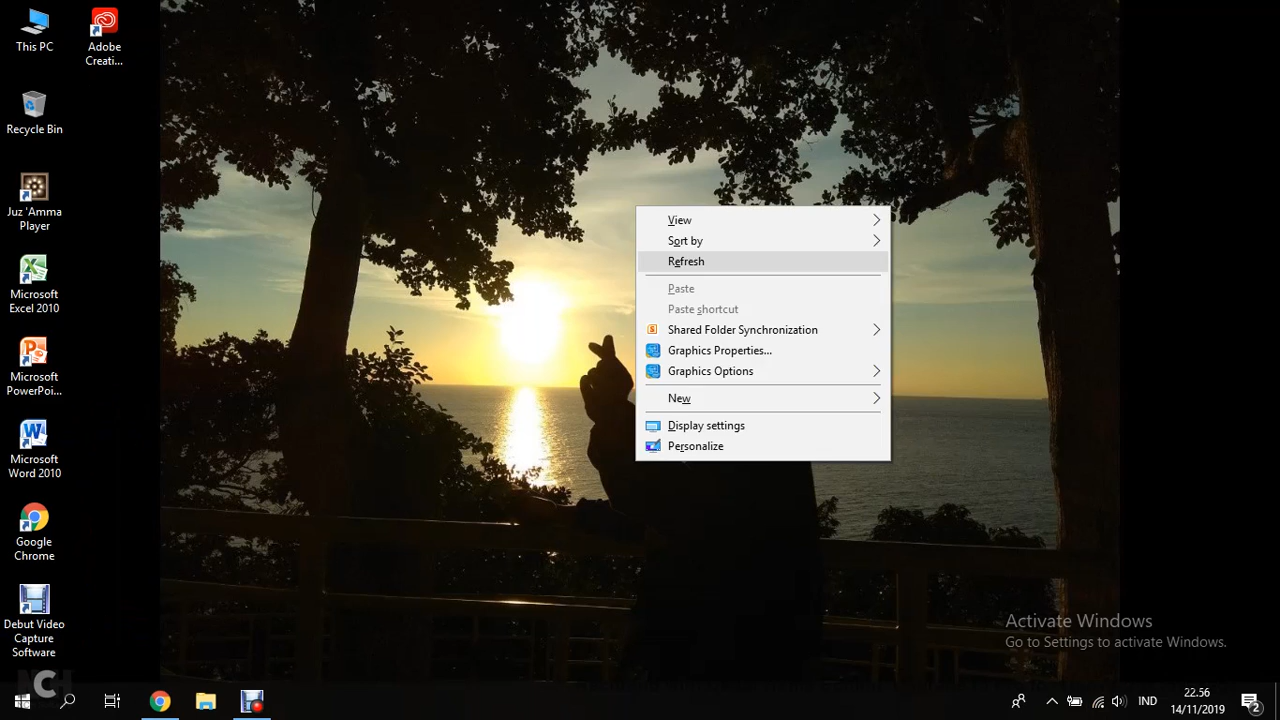 This PC
Adobe
Creati...
Recycle Bin
Juz 'Amma
Player
Microsoft
Excel 2010
Microsoft
PowerPoi...
Microsoft
Word 2010
Google
Chrome
Debut Video
Capture
Software
View
Sort by
Refresh
Paste
Paste shortcut
Shared Folder Synchronization
Graphics Properties...
Graphics Options
New
Display settings
Personalize
Activate Windows
Go to Settings to activate Windows.
NCH
IND
22.56
14/11/2019
2